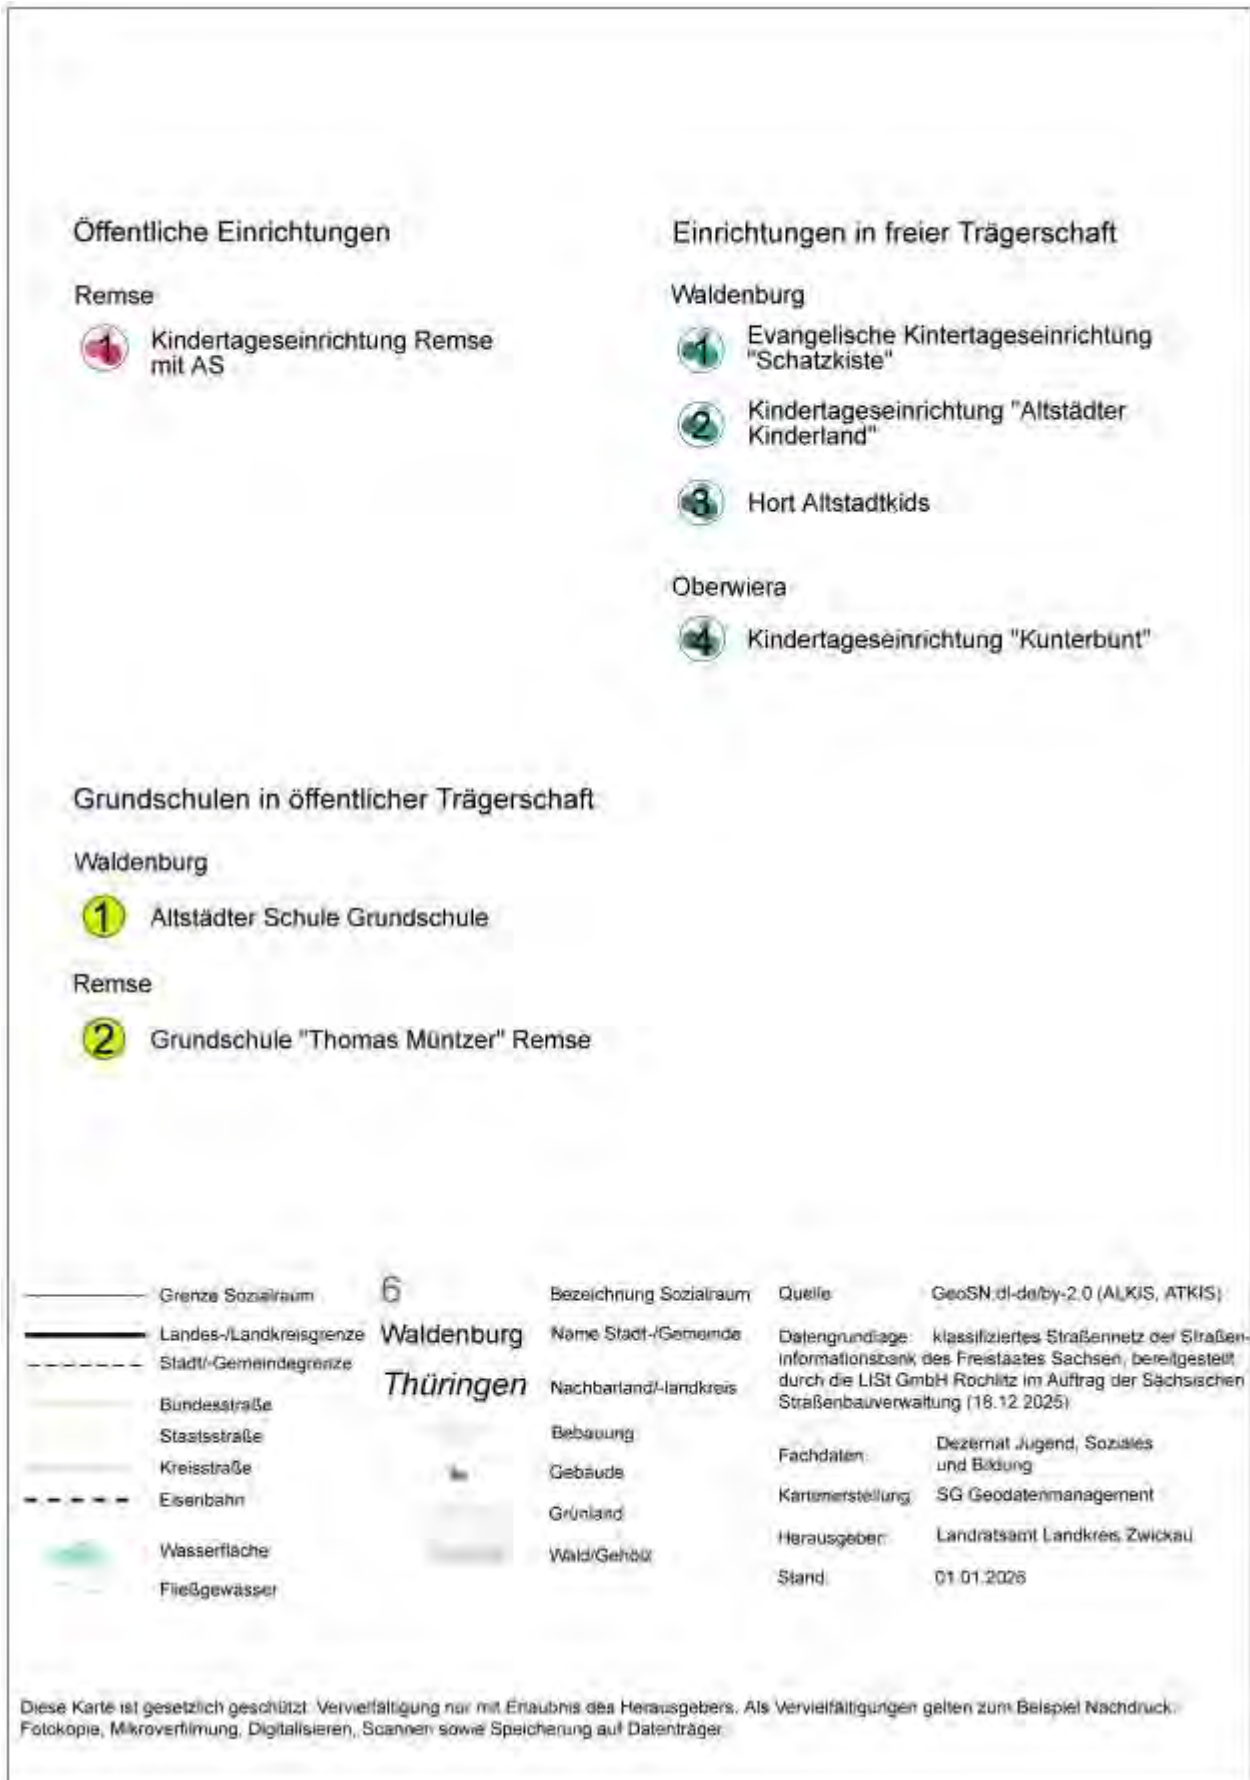 Öffentliche Einrichtungen
Remse
1 Kindertageseinrichtung Remse
mit AS
Einrichtungen in freier Trägerschaft
Waldenburg
1 Evangelische Kintertageseinrichtung
"Schatzkiste"
2 Kindertageseinrichtung "Altstädter
Kinderland"
3 Hort Altstadtkids
Oberwiera
4 Kindertageseinrichtung "Kunterbunt"
Grundschulen in öffentlicher Trägerschaft
Waldenburg
1 Altstädter Schule Grundschule
Remse
2 Grundschule "Thomas Müntzer" Remse
Grenze Sozialraum
Landes-/Landkreisgrenze
Stadt/-Gemeindegrenze
Bundesstraße
Staatsstraße
Kreisstraße
Eisenbahn
Wasserfläche
Fließgewässer
6 Bezeichnung Sozialraum
Waldenburg Name Stadt-/Gemeinde
Thüringen Nachbarland/-landkreis
Bebauung
Gebäude
Grünland
Wald/Gehölz
Quelle: GeoSN,dl-de/by-2.0 (ALKIS, ATKIS)
Datengrundlage: klassifiziertes Straßennetz der Straßen-
informationsbank des Freistaates Sachsen, bereitgestellt
durch die LISt GmbH Rochlitz im Auftrag der Sächsischen
Straßenbauverwaltung (18.12.2025)
Fachdaten: Dezernat Jugend, Soziales
und Bildung
Kartenerstellung: SG Geodatenmanagement
Herausgeber: Landratsamt Landkreis Zwickau
Stand: 01.01.2026
Diese Karte ist gesetzlich geschützt. Vervielfältigung nur mit Erlaubnis des Herausgebers. Als Vervielfältigungen gelten zum Beispiel Nachdruck,
Fotokopie, Mikroverfilmung, Digitalisieren, Scannen sowie Speicherung auf Datenträger.